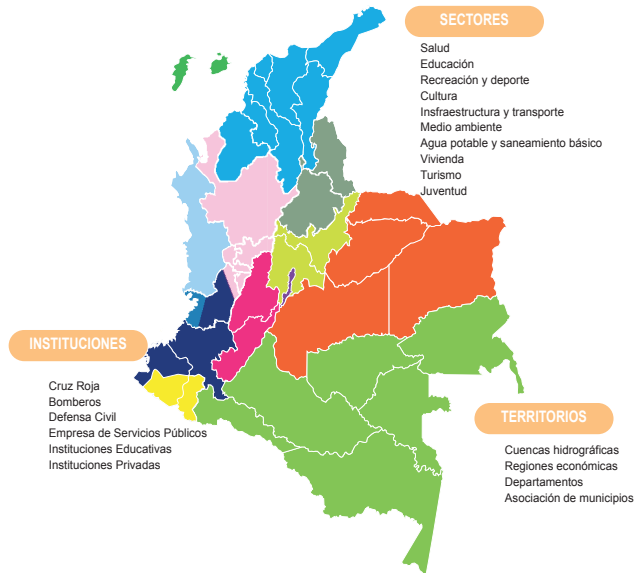 SECTORES
Salud
Educación
Recreación y deporte
Cultura
Insfraestructura y transporte
Medio ambiente
Agua potable y saneamiento básico
Vivienda
Turismo
Juventud
INSTITUCIONES
Cruz Roja
Bomberos
Defensa Civil
Empresa de Servicios Públicos
Instituciones Educativas
Instituciones Privadas
TERRITORIOS
Cuencas hidrográficas
Regiones económicas
Departamentos
Asociación de municipios